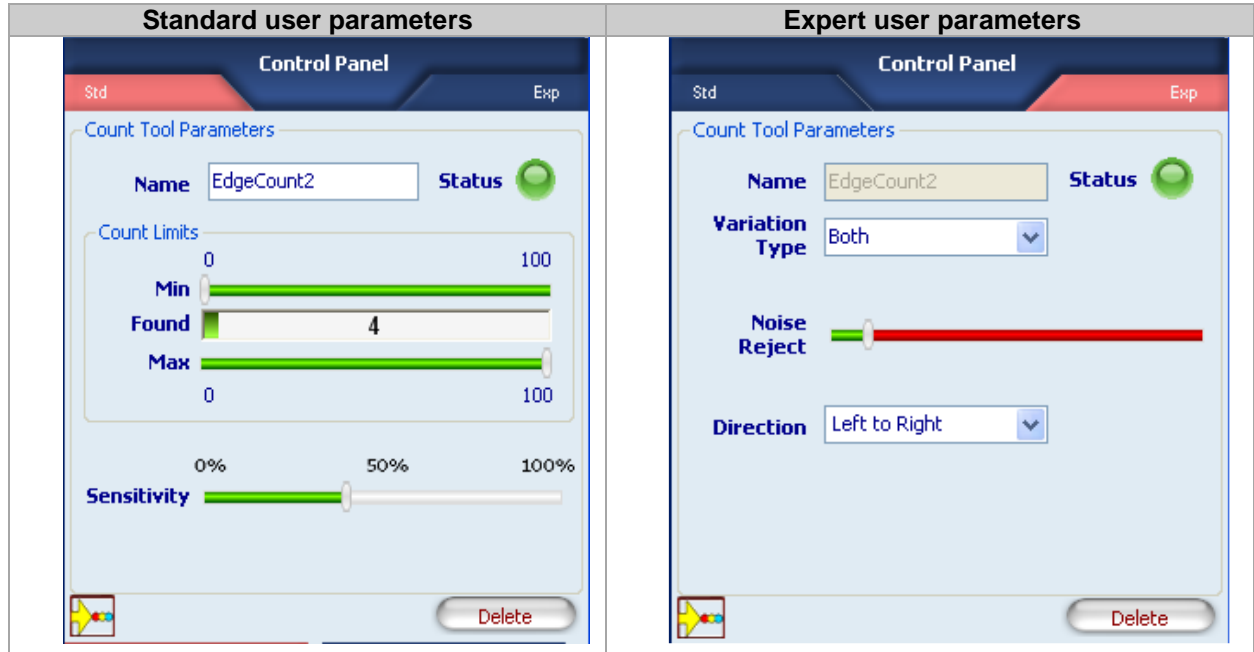 Standard user parameters
Expert user parameters
Control Panel
Std
Exp
Count Tool Parameters
Name
EdgeCount2
Status
Count Limits
0
100
Min
Found
4
Max
0
100
0%
50%
100%
Sensitivity
Delete
Control Panel
Std
Exp
Count Tool Parameters
Name
EdgeCount2
Status
Variation
Type
Both
Noise
Reject
Direction
Left to Right
Delete